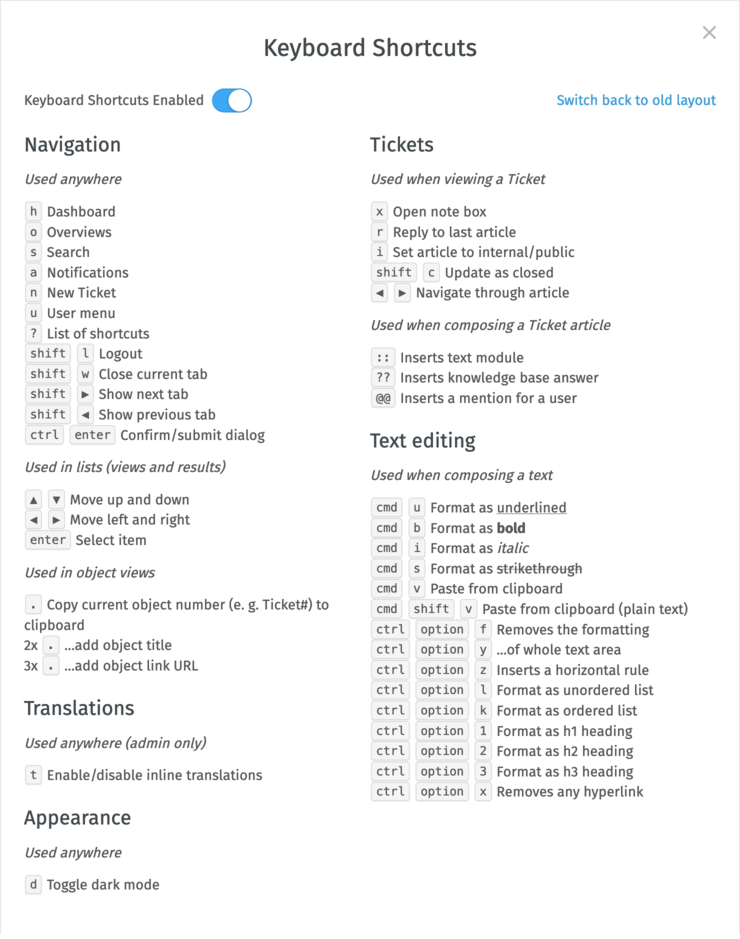 Keyboard Shortcuts
Keyboard Shortcuts Enabled
Switch back to old layout
Navigation
Used anywhere
h Dashboard
o Overviews
s Search
a Notifications
n New Ticket
u User menu
? List of shortcuts
shift l Logout
shift w Close current tab
shift ► Show next tab
shift ◄ Show previous tab
ctrl enter Confirm/submit dialog
Used in lists (views and results)
▲ ▼ Move up and down
◄ ► Move left and right
enter Select item
Used in object views
. Copy current object number (e. g. Ticket#) to
clipboard
2x . ...add object title
3x . ...add object link URL
Translations
Used anywhere (admin only)
t Enable/disable inline translations
Appearance
Used anywhere
d Toggle dark mode
Tickets
Used when viewing a Ticket
x Open note box
r Reply to last article
i Set article to internal/public
shift c Update as closed
◄ ► Navigate through article
Used when composing a Ticket article
:: Inserts text module
?? Inserts knowledge base answer
@@ Inserts a mention for a user
Text editing
Used when composing a text
cmd u Format as underlined
cmd b Format as bold
cmd i Format as italic
cmd s Format as strikethrough
cmd v Paste from clipboard
cmd shift v Paste from clipboard (plain text)
ctrl option f Removes the formatting
ctrl option y ...of whole text area
ctrl option z Inserts a horizontal rule
ctrl option l Format as unordered list
ctrl option k Format as ordered list
ctrl option 1 Format as h1 heading
ctrl option 2 Format as h2 heading
ctrl option 3 Format as h3 heading
ctrl option x Removes any hyperlink